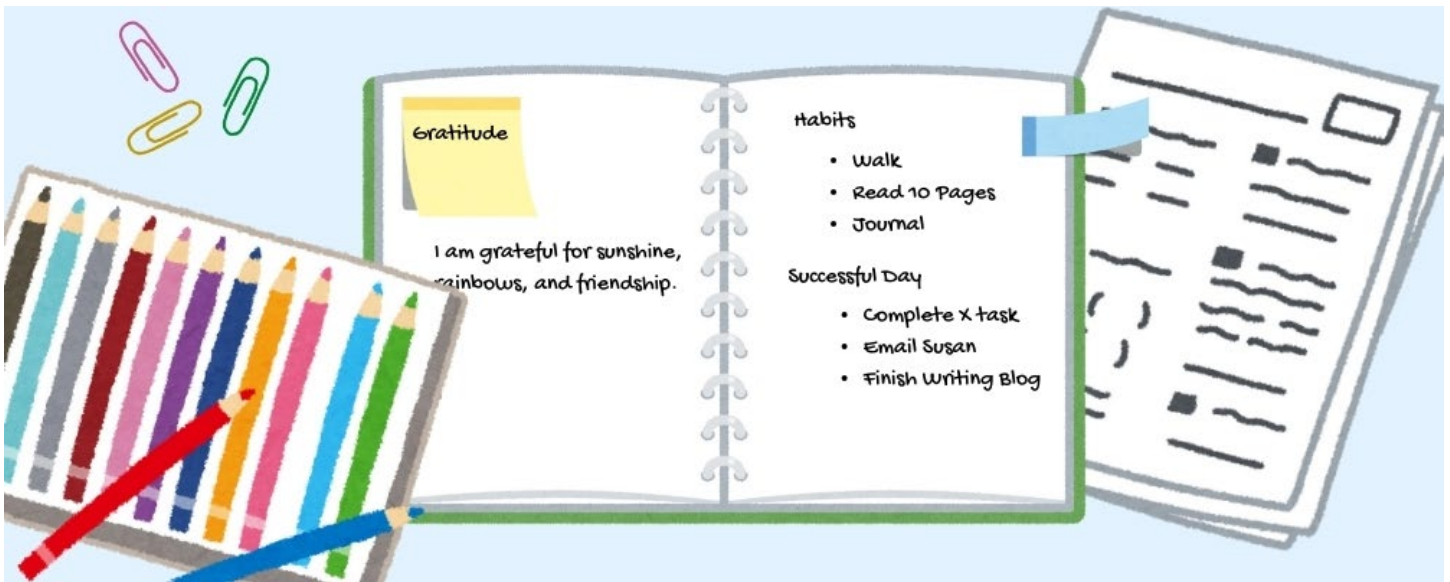 Gratitude
I am grateful for sunshine,
rainbows, and friendship.
Habits
• Walk
• Read 10 Pages
• Journal
Successful Day
• Complete X task
• Email Susan
• Finish Writing Blog